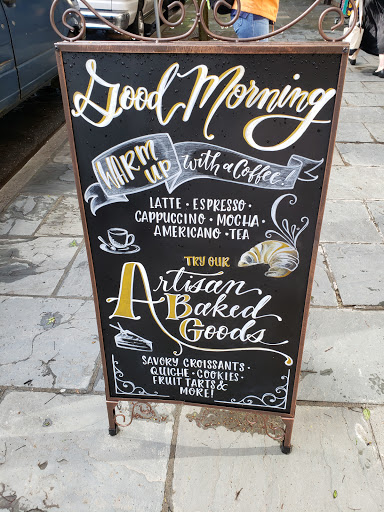 Good Morning
WARM UP with a Coffee!
LATTE · ESPRESSO ·
CAPPUCCINO · MOCHA ·
AMERICANO · TEA
TRY OUR
Artisan
Baked
Goods
SAVORY CROISSANTS ·
QUICHE · COOKIES ·
FRUIT TARTS &
MORE!